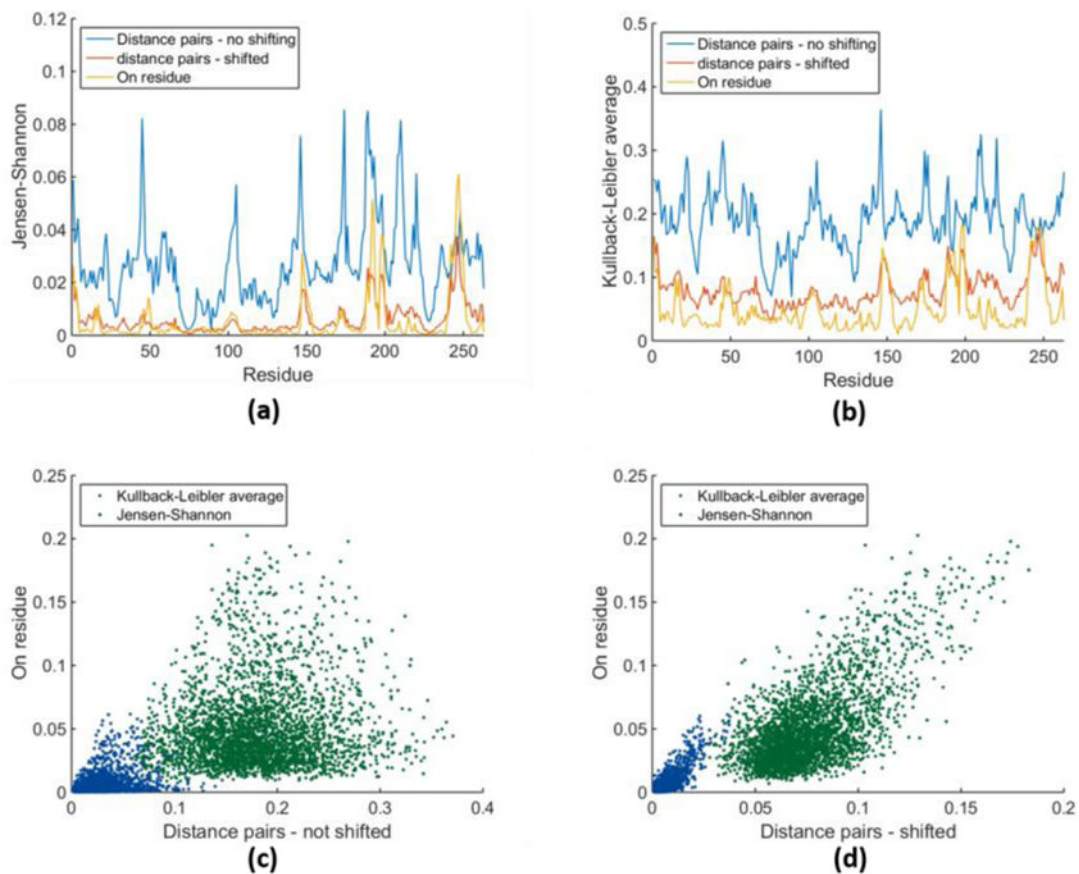 0.12
0.1
0.08
0.06
0.04
0.02
0
Jensen-Shannon
Distance pairs - no shifting
distance pairs - shifted
On residue
0 50 100 150 200 250
Residue
(a)
0.5
0.4
0.3
0.2
0.1
0
Kullback-Leibler average
Distance pairs - no shifting
distance pairs - shifted
On residue
0 50 100 150 200 250
Residue
(b)
0.25
0.2
0.15
0.1
0.05
0
On residue
Kullback-Leibler average
Jensen-Shannon
0 0.1 0.2 0.3 0.4
Distance pairs - not shifted
(c)
0.25
0.2
0.15
0.1
0.05
0
On residue
Kullback-Leibler average
Jensen-Shannon
0 0.05 0.1 0.15 0.2
Distance pairs - shifted
(d)